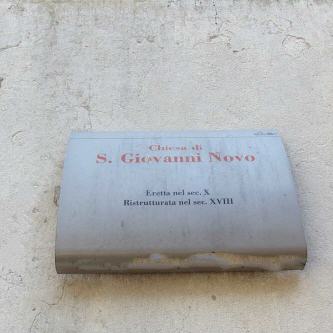 Chiesa di
S. Giovanni Novo
Eretta nel sec. X
Ristrutturata nel sec. XVIII